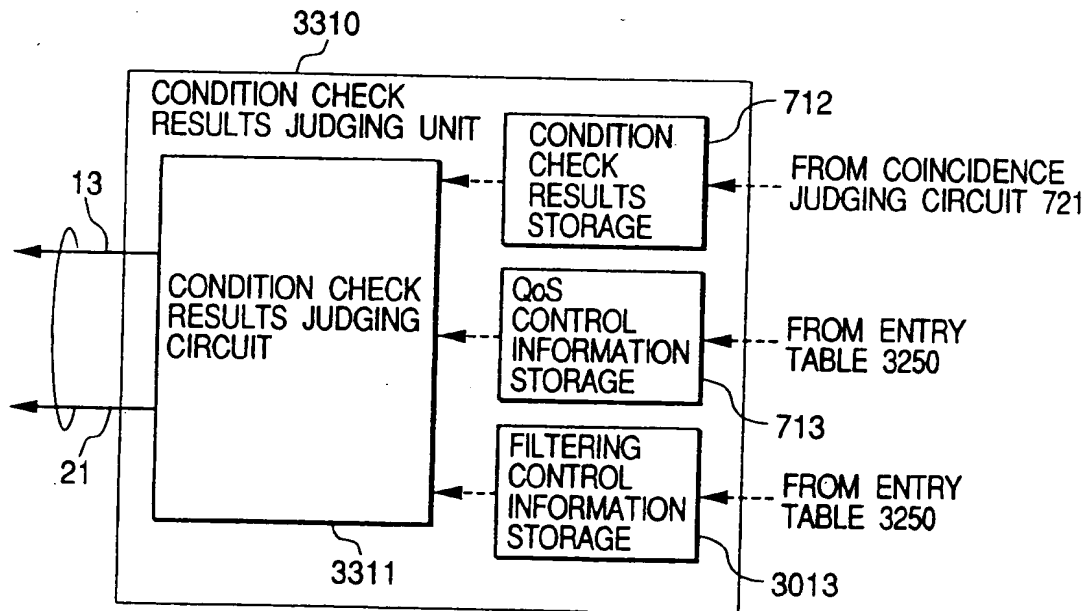 3310
CONDITION CHECK
RESULTS JUDGING UNIT
712
CONDITION
CHECK
RESULTS
STORAGE
FROM COINCIDENCE
JUDGING CIRCUIT 721
13
CONDITION CHECK
RESULTS JUDGING
CIRCUIT
QoS
CONTROL
INFORMATION
STORAGE
FROM ENTRY
TABLE 3250
713
21
FILTERING
CONTROL
INFORMATION
STORAGE
FROM ENTRY
TABLE 3250
3311
3013